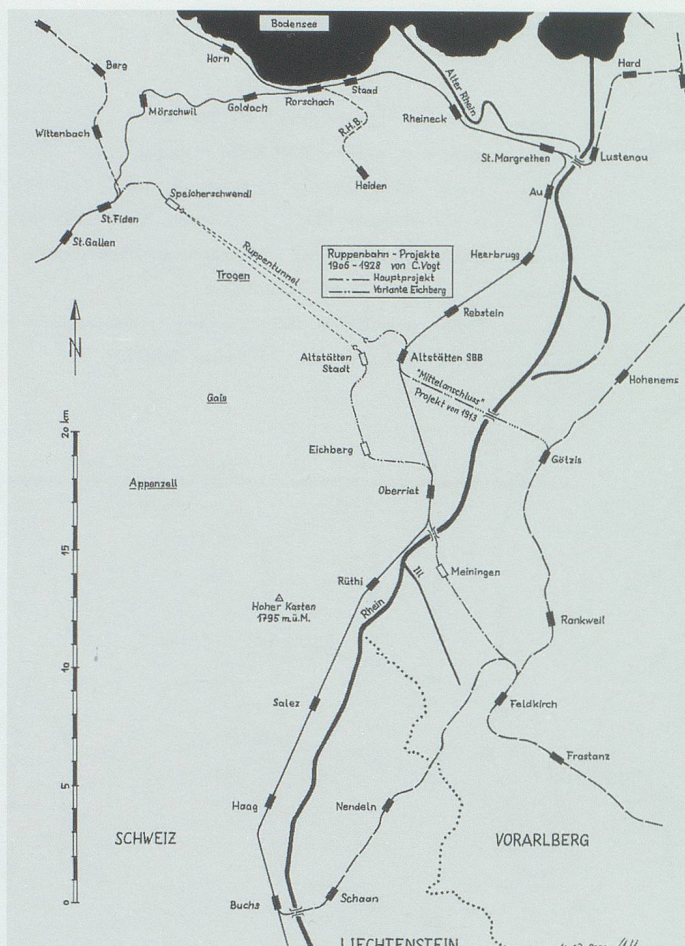 Bodensee
Horn
Berg
Hard
Staad
Alter Rhein
Goldach
Rorschach
Mörschwil
Rheineck
R.H.B.
Wittenbach
St.Margrethen
Lustenau
Heiden
Au
Speicherschwendi
St.Fiden
St.Gallen
Heerbrugg
Ruppentunnel
Ruppenbahn - Projekte
1906 - 1928 von C.Vogt
Hauptprojekt
Variante Eichberg
Trogen
Rebstein
N
Altstätten
Stadt
Altstätten SBB
"Mittelanschluss"
Projekt von 1913
Hohenems
Gais
20 km
Eichberg
Götzis
Appenzell
Oberriet
15
Meiningen
Ill
Rüthi
Hoher Kasten
1795 m.ü.M.
Rhein
Rankweil
10
Salez
Feldkirch
Frastanz
5
Haag
Nendeln
SCHWEIZ
VORARLBERG
0
Buchs
Schaan
LIECHTENSTEIN